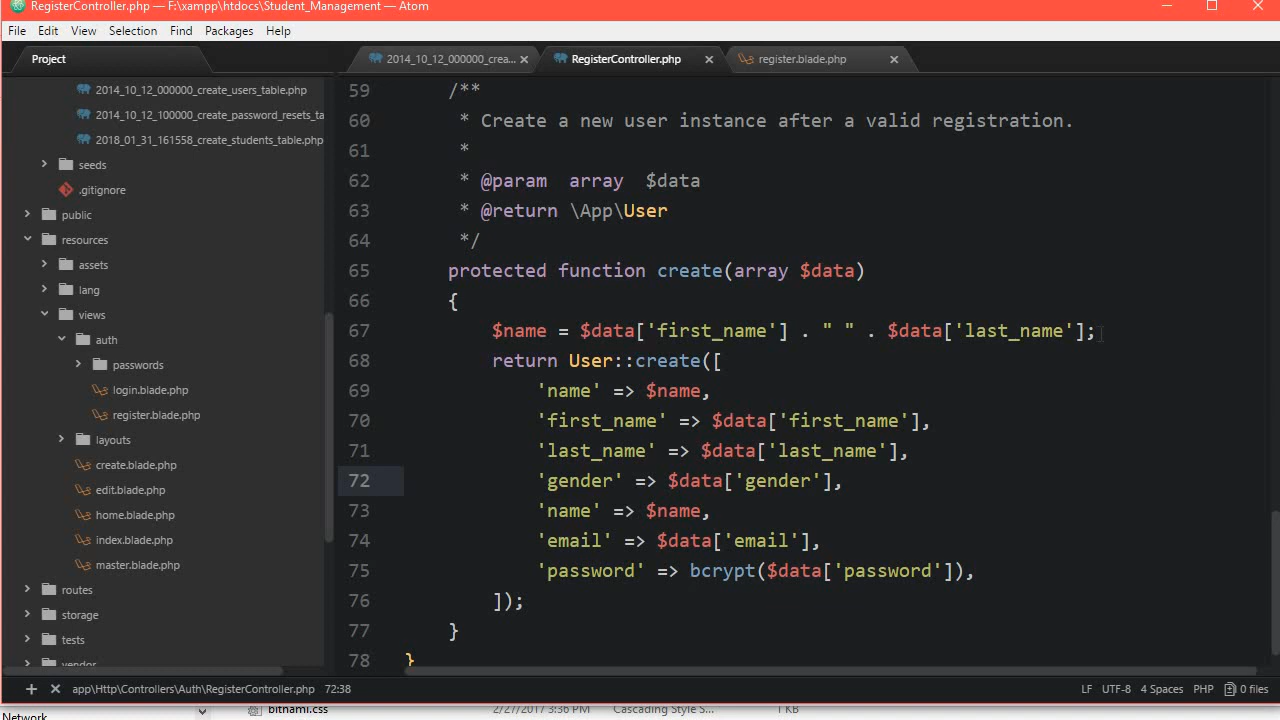 RegisterController.php — F:\xampp\htdocs\Student_Management — Atom
File Edit View Selection Find Packages Help
Project
2014_10_12_000000_crea... RegisterController.php register.blade.php
2014_10_12_000000_create_users_table.php
2014_10_12_100000_create_password_resets_ta
2018_01_31_161558_create_students_table.php
seeds
.gitignore
public
resources
assets
lang
views
auth
passwords
login.blade.php
register.blade.php
layouts
create.blade.php
edit.blade.php
home.blade.php
index.blade.php
master.blade.php
routes
storage
tests
vendor
59 /**
60 * Create a new user instance after a valid registration.
61 *
62 * @param array $data
63 * @return \App\User
64 */
65 protected function create(array $data)
66 {
67 $name = $data['first_name'] . " " . $data['last_name'];
68 return User::create([
69 'name' => $name,
70 'first_name' => $data['first_name'],
71 'last_name' => $data['last_name'],
72 'gender' => $data['gender'],
73 'name' => $name,
74 'email' => $data['email'],
75 'password' => bcrypt($data['password']),
76 ]);
77 }
78 }
app\Http\Controllers\Auth\RegisterController.php 72:38
LF UTF-8 4 Spaces PHP 0 files
Network bitnami.css 2/27/2017 3:36 PM Cascading Style S... 1 KB